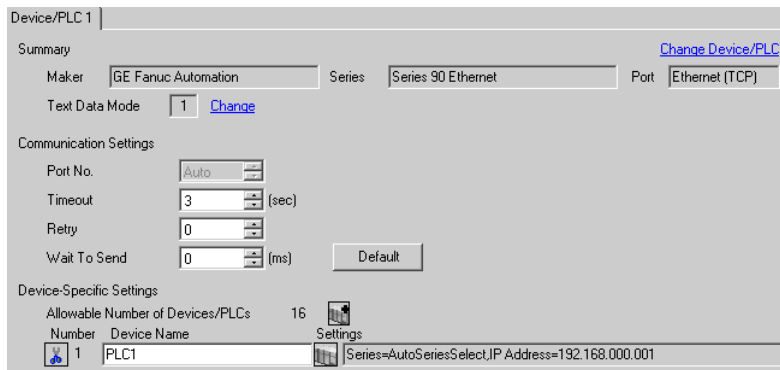 Device/PLC 1
Summary Change Device/PLC
Maker GE Fanuc Automation Series Series 90 Ethernet Port Ethernet (TCP)
Text Data Mode 1 Change
Communication Settings
Port No. Auto
Timeout 3 (sec)
Retry 0
Wait To Send 0 (ms) Default
Device-Specific Settings
Allowable Number of Devices/PLCs 16
Number Device Name Settings
1 PLC1 Series=AutoSeriesSelect,IP Address=192.168.000.001